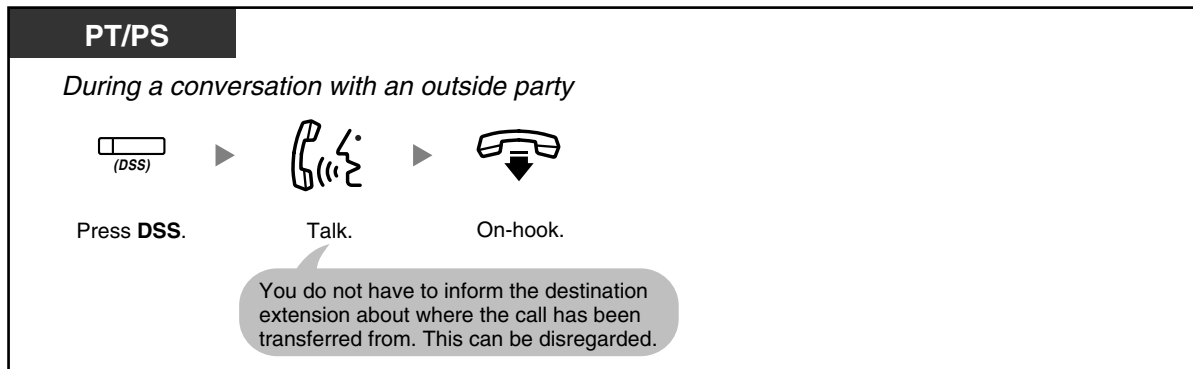 PT/PS
During a conversation with an outside party
(DSS)
Press DSS.
Talk.
On-hook.
You do not have to inform the destination
extension about where the call has been
transferred from. This can be disregarded.